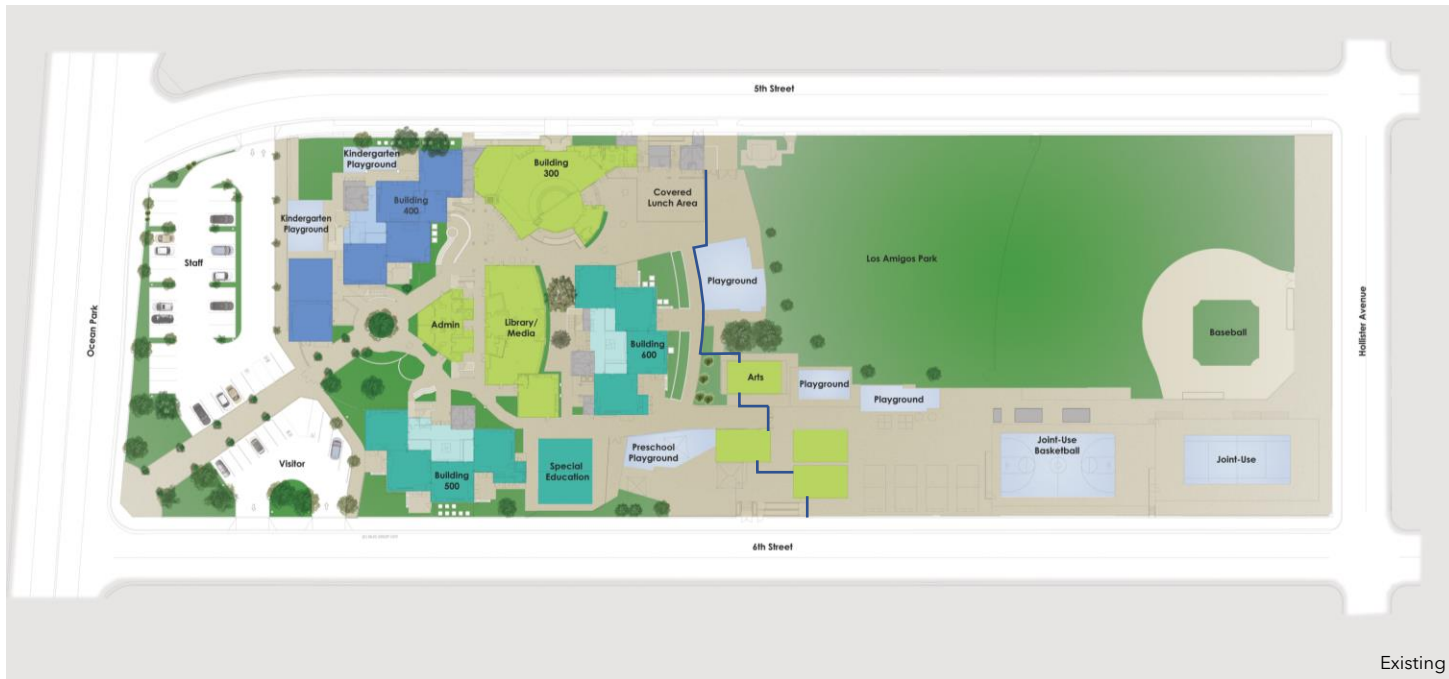 5th Street
Kindergarten
Playground
Building
300
Building
400
Covered
Lunch Area
Kindergarten
Playground
Staff
Playground
Los Amigos Park
Ocean Park
Hollister Avenue
Admin
Library/
Media
Building
600
Baseball
Arts
Playground
Playground
Visitor
Building
500
Special
Education
Preschool
Playground
Joint-Use
Basketball
Joint-Use
6th Street
Existing